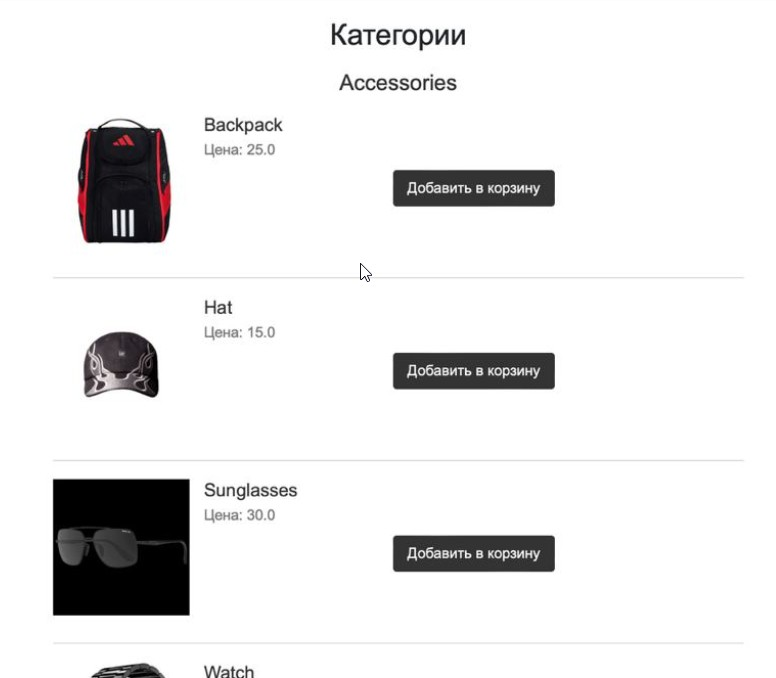 Категории
Accessories
Backpack
Цена: 25.0
Добавить в корзину
Hat
Цена: 15.0
Добавить в корзину
Sunglasses
Цена: 30.0
Добавить в корзину
Watch